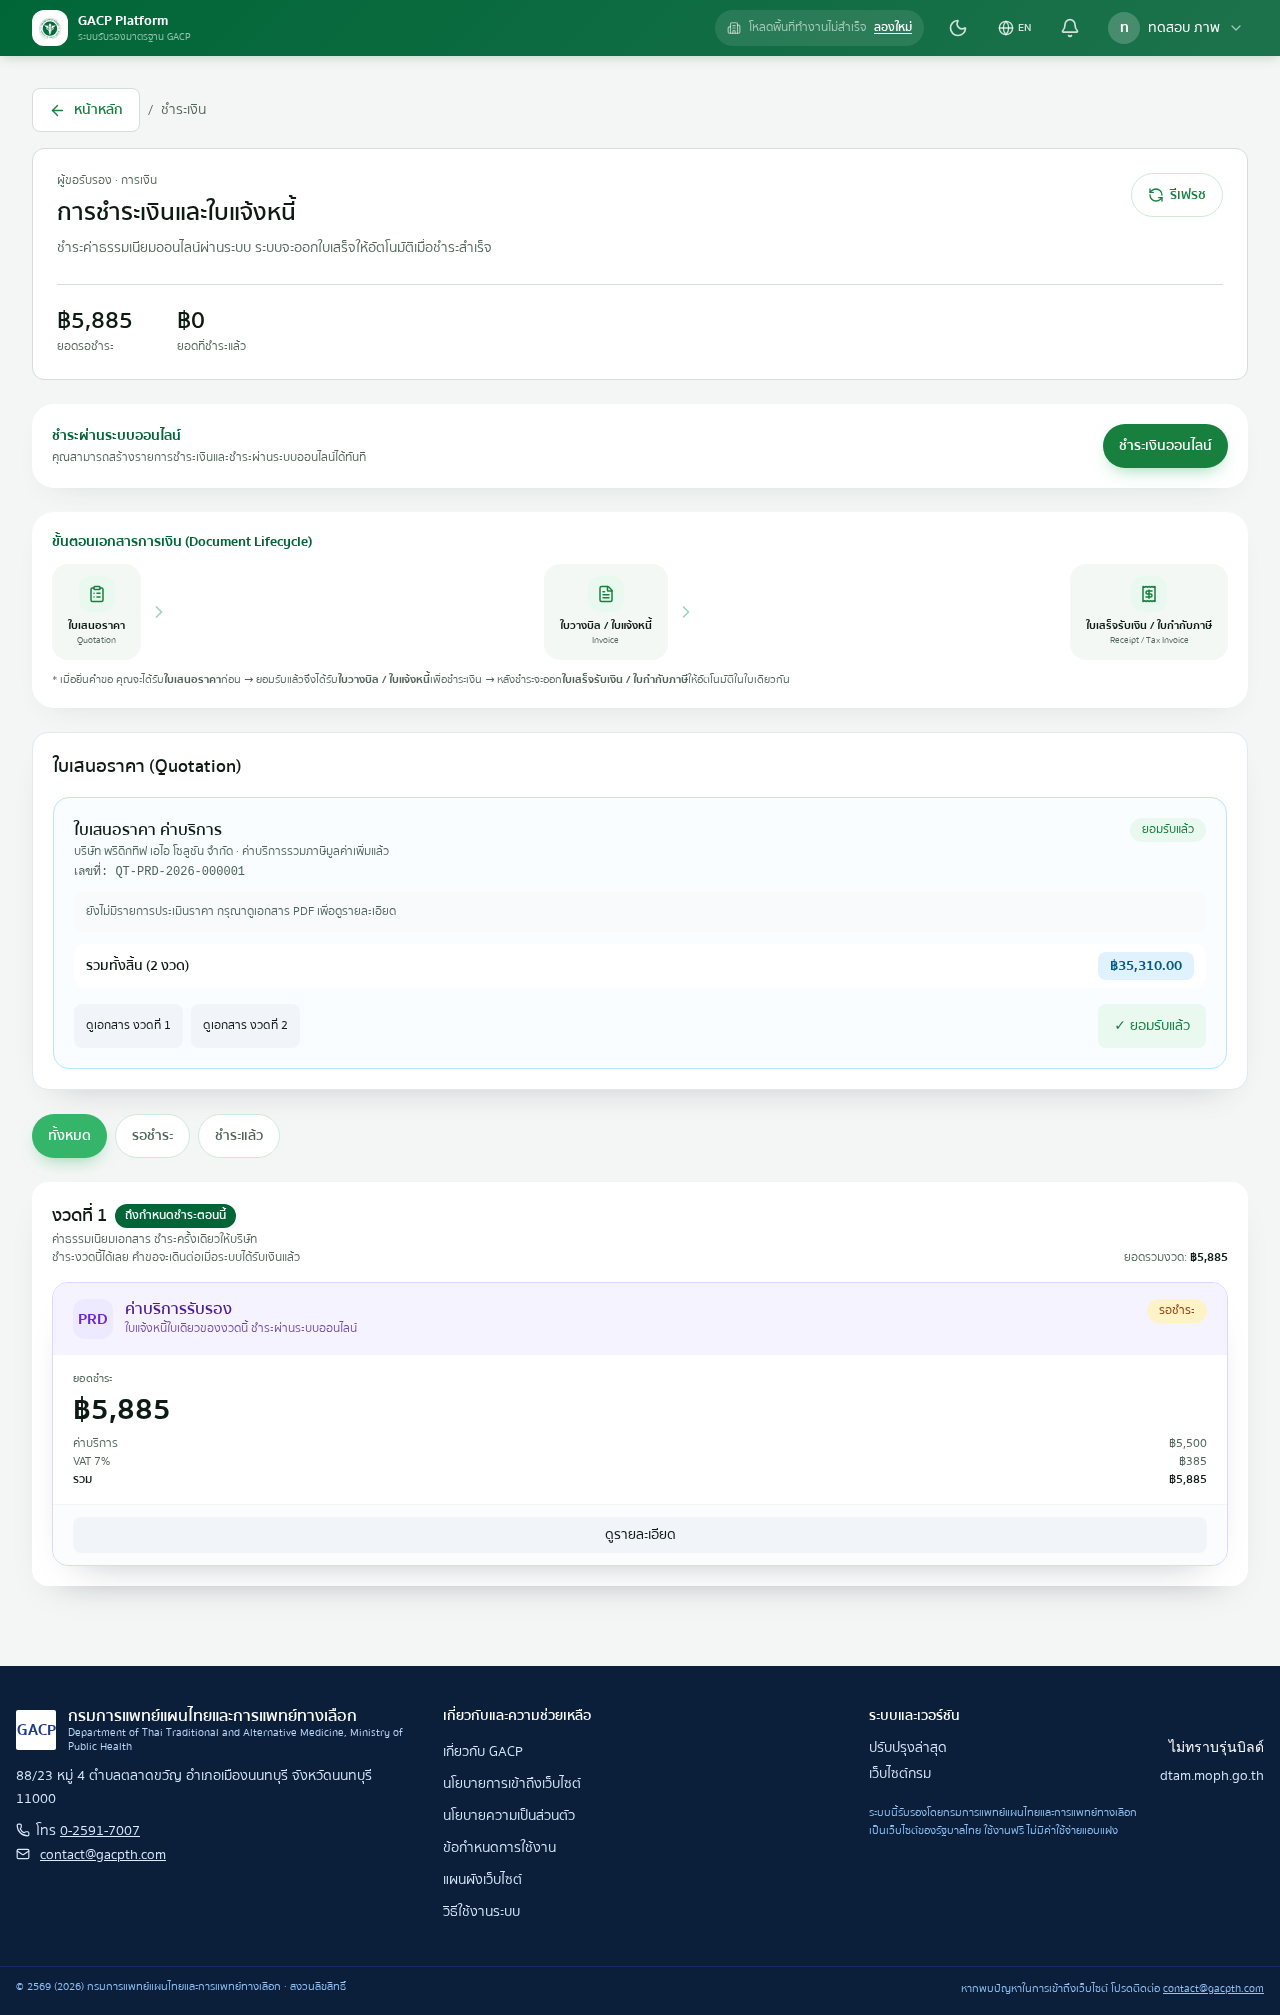 GACP Platform
ระบบรับรองมาตรฐาน GACP
โหลดพื้นที่ทำงานไม่สำเร็จ ลองใหม่
EN
ท ทดสอบ ภาพ
หน้าหลัก / ชำระเงิน
ผู้ขอรับรอง · การเงิน
การชำระเงินและใบแจ้งหนี้
รีเฟรช
ชำระค่าธรรมเนียมออนไลน์ผ่านระบบ ระบบจะออกใบเสร็จให้อัตโนมัติเมื่อชำระสำเร็จ
฿5,885 ฿0
ยอดรอชำระ ยอดที่ชำระแล้ว
ชำระผ่านระบบออนไลน์
คุณสามารถสร้างรายการชำระเงินและชำระผ่านระบบออนไลน์ได้ทันที
ชำระเงินออนไลน์
ขั้นตอนเอกสารการเงิน (Document Lifecycle)
ใบเสนอราคา
Quotation
ใบวางบิล / ใบแจ้งหนี้
Invoice
ใบเสร็จรับเงิน / ใบกำกับภาษี
Receipt / Tax Invoice
* เมื่อยื่นคำขอ คุณจะได้รับใบเสนอราคาก่อน → ยอมรับแล้วจึงได้รับใบวางบิล / ใบแจ้งหนี้เพื่อชำระเงิน → หลังชำระจะออกใบเสร็จรับเงิน / ใบกำกับภาษีให้อัตโนมัติในใบเดียวกัน
ใบเสนอราคา (Quotation)
ใบเสนอราคา ค่าบริการ
ยอมรับแล้ว
บริษัท พรีดิกทิฟ เอไอ โซลูชัน จำกัด · ค่าบริการรวมภาษีมูลค่าเพิ่มแล้ว
เลขที่: QT-PRD-2026-000001
ยังไม่มีรายการประเมินราคา กรุณาดูเอกสาร PDF เพื่อดูรายละเอียด
รวมทั้งสิ้น (2 งวด) ฿35,310.00
ดูเอกสาร งวดที่ 1 ดูเอกสาร งวดที่ 2 ✓ ยอมรับแล้ว
ทั้งหมด รอชำระ ชำระแล้ว
งวดที่ 1 ถึงกำหนดชำระตอนนี้
ค่าธรรมเนียมเอกสาร ชำระครั้งเดียวให้บริษัท
ชำระงวดนี้ได้เลย คำขอจะเดินต่อเมื่อระบบได้รับเงินแล้ว ยอดรวมงวด: ฿5,885
PRD ค่าบริการรับรอง
รอชำระ
ใบแจ้งหนี้ใบเดียวของงวดนี้ ชำระผ่านระบบออนไลน์
ยอดชำระ
฿5,885
ค่าบริการ ฿5,500
VAT 7% ฿385
รวม ฿5,885
ดูรายละเอียด
GACP
กรมการแพทย์แผนไทยและการแพทย์ทางเลือก
Department of Thai Traditional and Alternative Medicine, Ministry of
Public Health
88/23 หมู่ 4 ตำบลตลาดขวัญ อำเภอเมืองนนทบุรี จังหวัดนนทบุรี
11000
โทร 0-2591-7007
contact@gacpth.com
เกี่ยวกับและความช่วยเหลือ
เกี่ยวกับ GACP
นโยบายการเข้าถึงเว็บไซต์
นโยบายความเป็นส่วนตัว
ข้อกำหนดการใช้งาน
แผนผังเว็บไซต์
วิธีใช้งานระบบ
ระบบและเวอร์ชัน
ปรับปรุงล่าสุด ไม่ทราบรุ่นบิลด์
เว็บไซต์กรม dtam.moph.go.th
ระบบนี้รับรองโดยกรมการแพทย์แผนไทยและการแพทย์ทางเลือก
เป็นเว็บไซต์ของรัฐบาลไทย ใช้งานฟรี ไม่มีค่าใช้จ่ายแอบแฝง
© 2569 (2026) กรมการแพทย์แผนไทยและการแพทย์ทางเลือก · สงวนลิขสิทธิ์
หากพบปัญหาในการเข้าถึงเว็บไซต์ โปรดติดต่อ contact@gacpth.com